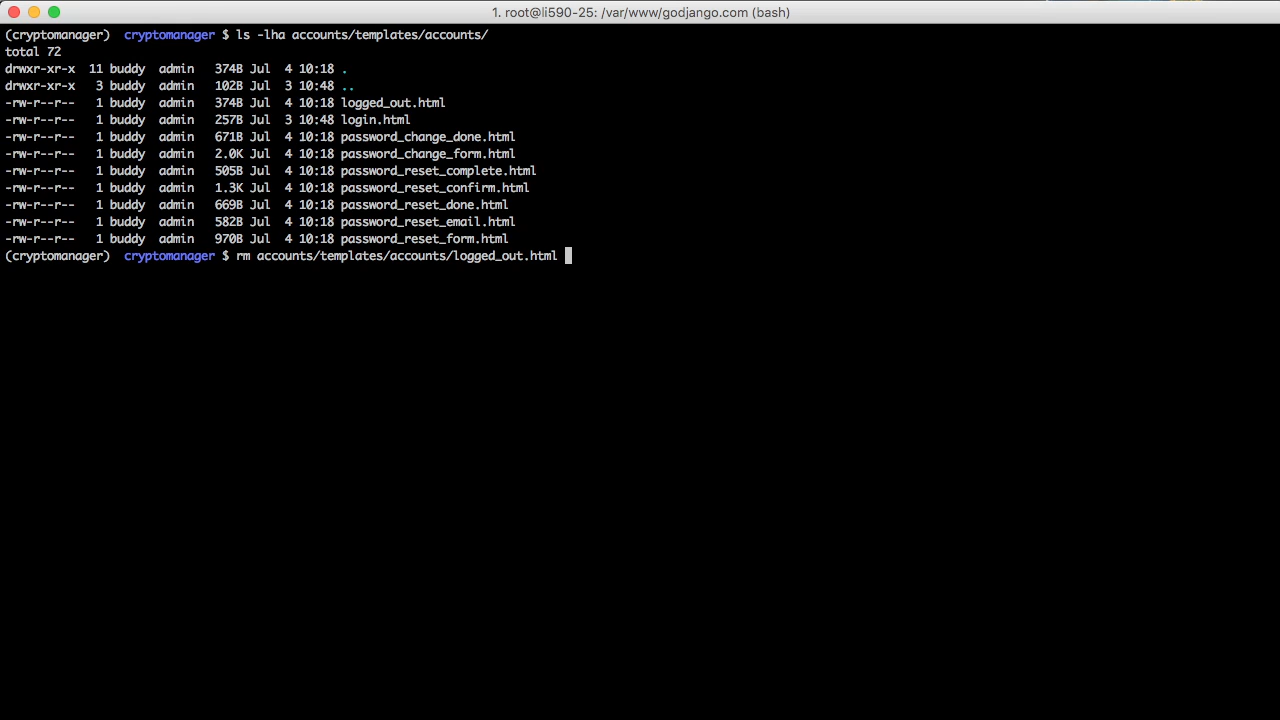 1. root@li590-25: /var/www/godjango.com (bash)
(cryptomanager)  cryptomanager $ ls -lha accounts/templates/accounts/
total 72
drwxr-xr-x  11 buddy  admin   374B Jul  4 10:18 .
drwxr-xr-x   3 buddy  admin   102B Jul  3 10:48 ..
-rw-r--r--   1 buddy  admin   374B Jul  4 10:18 logged_out.html
-rw-r--r--   1 buddy  admin   257B Jul  3 10:48 login.html
-rw-r--r--   1 buddy  admin   671B Jul  4 10:18 password_change_done.html
-rw-r--r--   1 buddy  admin   2.0K Jul  4 10:18 password_change_form.html
-rw-r--r--   1 buddy  admin   505B Jul  4 10:18 password_reset_complete.html
-rw-r--r--   1 buddy  admin   1.3K Jul  4 10:18 password_reset_confirm.html
-rw-r--r--   1 buddy  admin   669B Jul  4 10:18 password_reset_done.html
-rw-r--r--   1 buddy  admin   582B Jul  4 10:18 password_reset_email.html
-rw-r--r--   1 buddy  admin   970B Jul  4 10:18 password_reset_form.html
(cryptomanager)  cryptomanager $ rm accounts/templates/accounts/logged_out.html